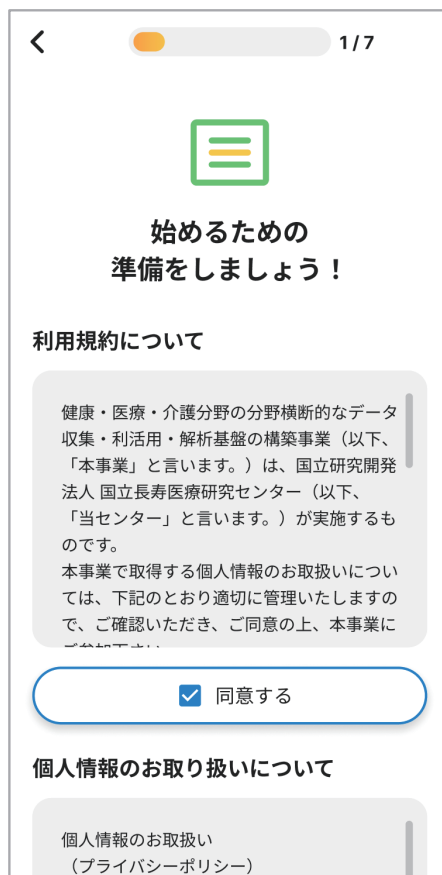 1/7
始めるための
準備をしましょう！
利用規約について
健康・医療・介護分野の分野横断的なデータ
収集・利活用・解析基盤の構築事業（以下、
「本事業」と言います。）は、国立研究開発
法人 国立長寿医療研究センター（以下、
「当センター」と言います。）が実施するも
のです。
本事業で取得する個人情報のお取扱いについ
ては、下記のとおり適切に管理いたしますの
で、ご確認いただき、ご同意の上、本事業に
同意する
個人情報のお取り扱いについて
個人情報のお取扱い
（プライバシーポリシー）